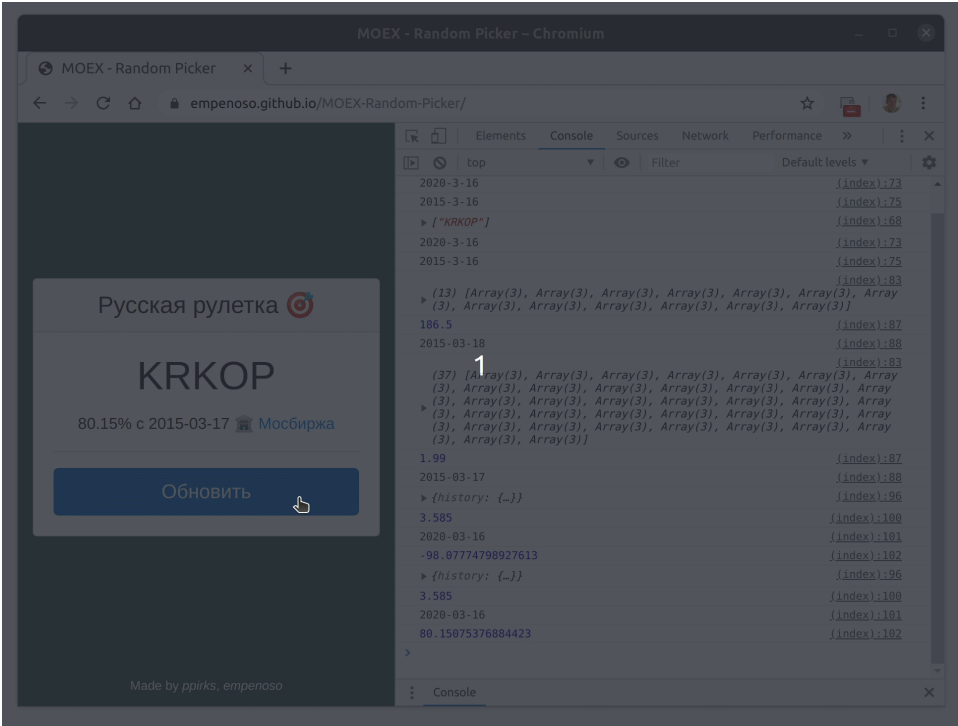 MOEX - Random Picker – Chromium
MOEX - Random Picker
empenoso.github.io/MOEX-Random-Picker/
Elements Console Sources Network Performance »
top Filter Default levels ▼
2020-3-16 (index):73
2015-3-16 (index):75
["KRKOP"] (index):68
2020-3-16 (index):73
2015-3-16 (index):75
(index):83
(13) [Array(3), Array(3), Array(3), Array(3), Array(3), Array(3), Array
(3), Array(3), Array(3), Array(3), Array(3), Array(3), Array(3)]
186.5 (index):87
2015-03-18 (index):88
(index):83
(37) [Array(3), Array(3), Array(3), Array(3), Array(3), Array(3), Array
(3), Array(3), Array(3), Array(3), Array(3), Array(3), Array(3), Array
(3), Array(3), Array(3), Array(3), Array(3), Array(3), Array(3), Array
(3), Array(3), Array(3), Array(3), Array(3), Array(3), Array(3), Array
(3), Array(3), Array(3), Array(3), Array(3), Array(3), Array(3), Array
(3), Array(3), Array(3)]
1.99 (index):87
2015-03-17 (index):88
{history: {…}} (index):96
3.585 (index):100
2020-03-16 (index):101
-98.07774798927613 (index):102
{history: {…}} (index):96
3.585 (index):100
2020-03-16 (index):101
80.15075376884423 (index):102
>
Console
Русская рулетка
KRKOP
80.15% с 2015-03-17 Мосбиржа
Обновить
Made by ppirks, empenoso
1